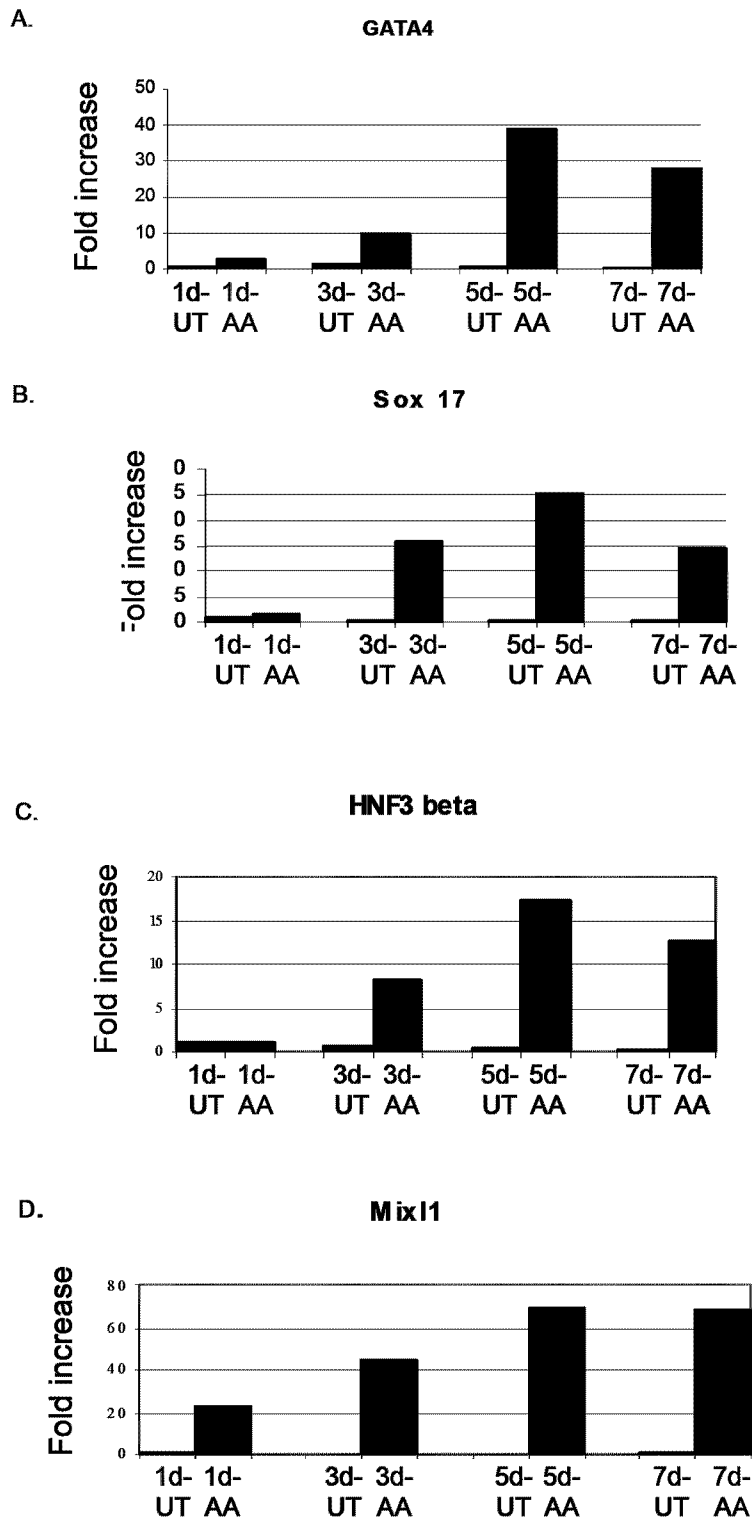 A.
GATA4
Fold increase
50
40
30
20
10
0
1d- 1d- 3d- 3d- 5d- 5d- 7d- 7d-
UT AA UT AA UT AA UT AA
B.
Sox 17
Fold increase
0
5
0
5
0
5
0
1d- 1d- 3d- 3d- 5d- 5d- 7d- 7d-
UT AA UT AA UT AA UT AA
C.
HNF3 beta
Fold increase
20
15
10
5
0
1d- 1d- 3d- 3d- 5d- 5d- 7d- 7d-
UT AA UT AA UT AA UT AA
D.
Mixl1
Fold increase
80
60
40
20
0
1d- 1d- 3d- 3d- 5d- 5d- 7d- 7d-
UT AA UT AA UT AA UT AA